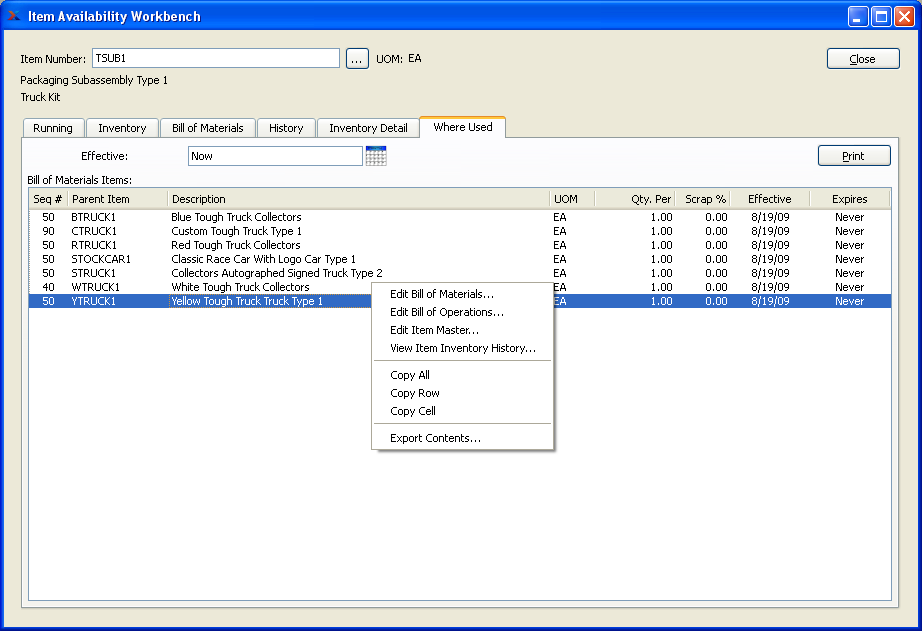 Item Availability Workbench
Item Number: TSUB1 ... UOM: EA Close
Packaging Subassembly Type 1
Truck Kit
Running Inventory Bill of Materials History Inventory Detail Where Used
Effective: Now Print
Bill of Materials Items:
Seq # Parent Item Description UOM Qty. Per Scrap % Effective Expires
50 BTRUCK1 Blue Tough Truck Collectors EA 1.00 0.00 8/19/09 Never
90 CTRUCK1 Custom Tough Truck Type 1 EA 1.00 0.00 8/19/09 Never
50 RTRUCK1 Red Tough Truck Collectors EA 1.00 0.00 8/19/09 Never
50 STOCKCAR1 Classic Race Car With Logo Car Type 1 EA 1.00 0.00 8/19/09 Never
50 STRUCK1 Collectors Autographed Signed Truck Type 2 EA 1.00 0.00 8/19/09 Never
40 WTRUCK1 White Tough Truck Collectors EA 1.00 0.00 8/19/09 Never
50 YTRUCK1 Yellow Tough Truck Truck Type 1 EA 1.00 0.00 8/19/09 Never
Edit Bill of Materials...
Edit Bill of Operations...
Edit Item Master...
View Item Inventory History...
Copy All
Copy Row
Copy Cell
Export Contents...